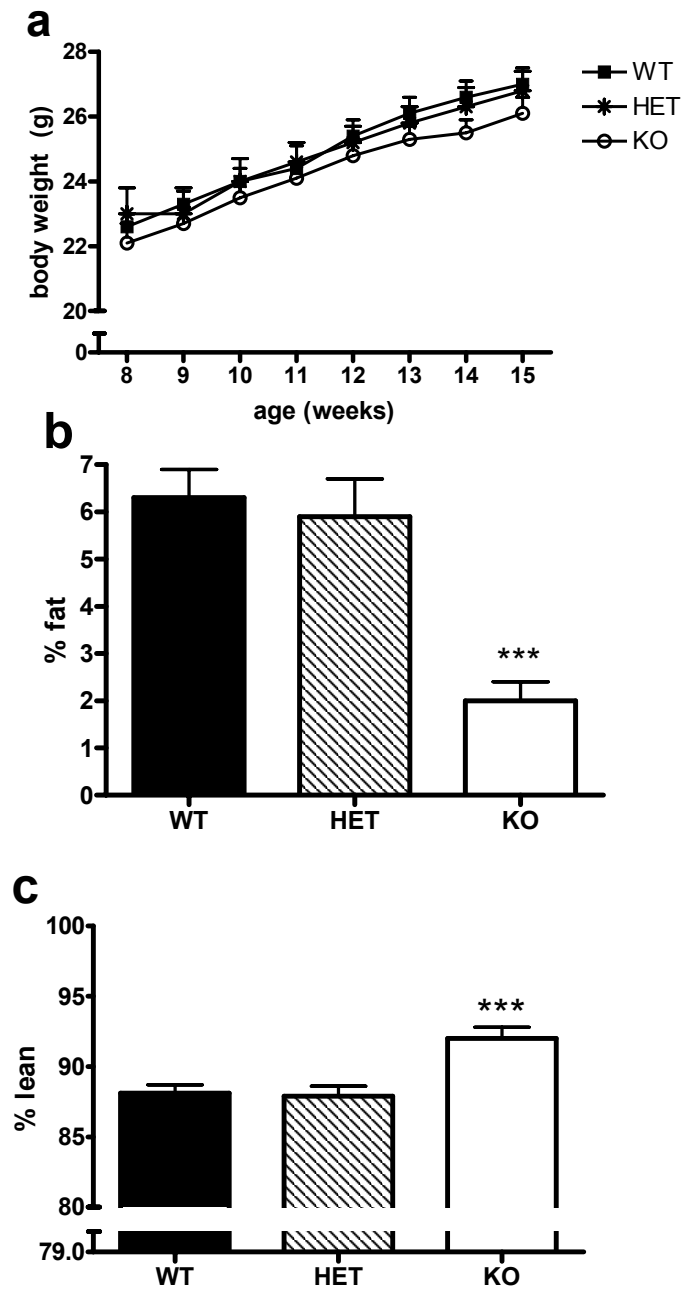 a
28
26
24
22
20
0
body weight (g)
8 9 10 11 12 13 14 15
age (weeks)
WT
HET
KO
b
7
6
5
4
3
2
1
0
% fat
***
WT HET KO
c
100
95
90
85
80
79.0
% lean
***
WT HET KO